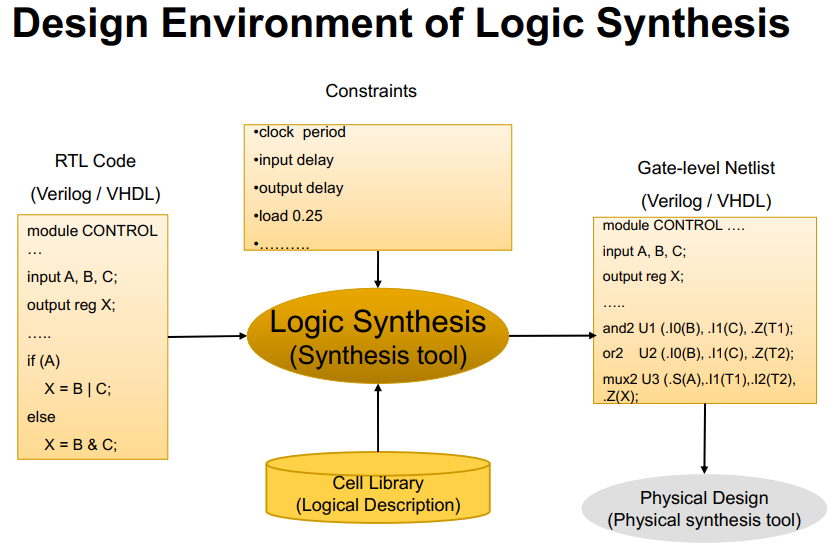 Design Environment of Logic Synthesis
Constraints
•clock period
•input delay
•output delay
•load 0.25
•……….
RTL Code
(Verilog / VHDL)
module CONTROL
…
input A, B, C;
output reg X;
…..
if (A)
X = B | C;
else
X = B & C;
Logic Synthesis
(Synthesis tool)
Cell Library
(Logical Description)
Gate-level Netlist
(Verilog / VHDL)
module CONTROL ….
input A, B, C;
output reg X;
…..
and2 U1 (.I0(B), .I1(C), .Z(T1);
or2 U2 (.I0(B), .I1(C), .Z(T2);
mux2 U3 (.S(A),.I1(T1),.I2(T2),
.Z(X);
Physical Design
(Physical synthesis tool)